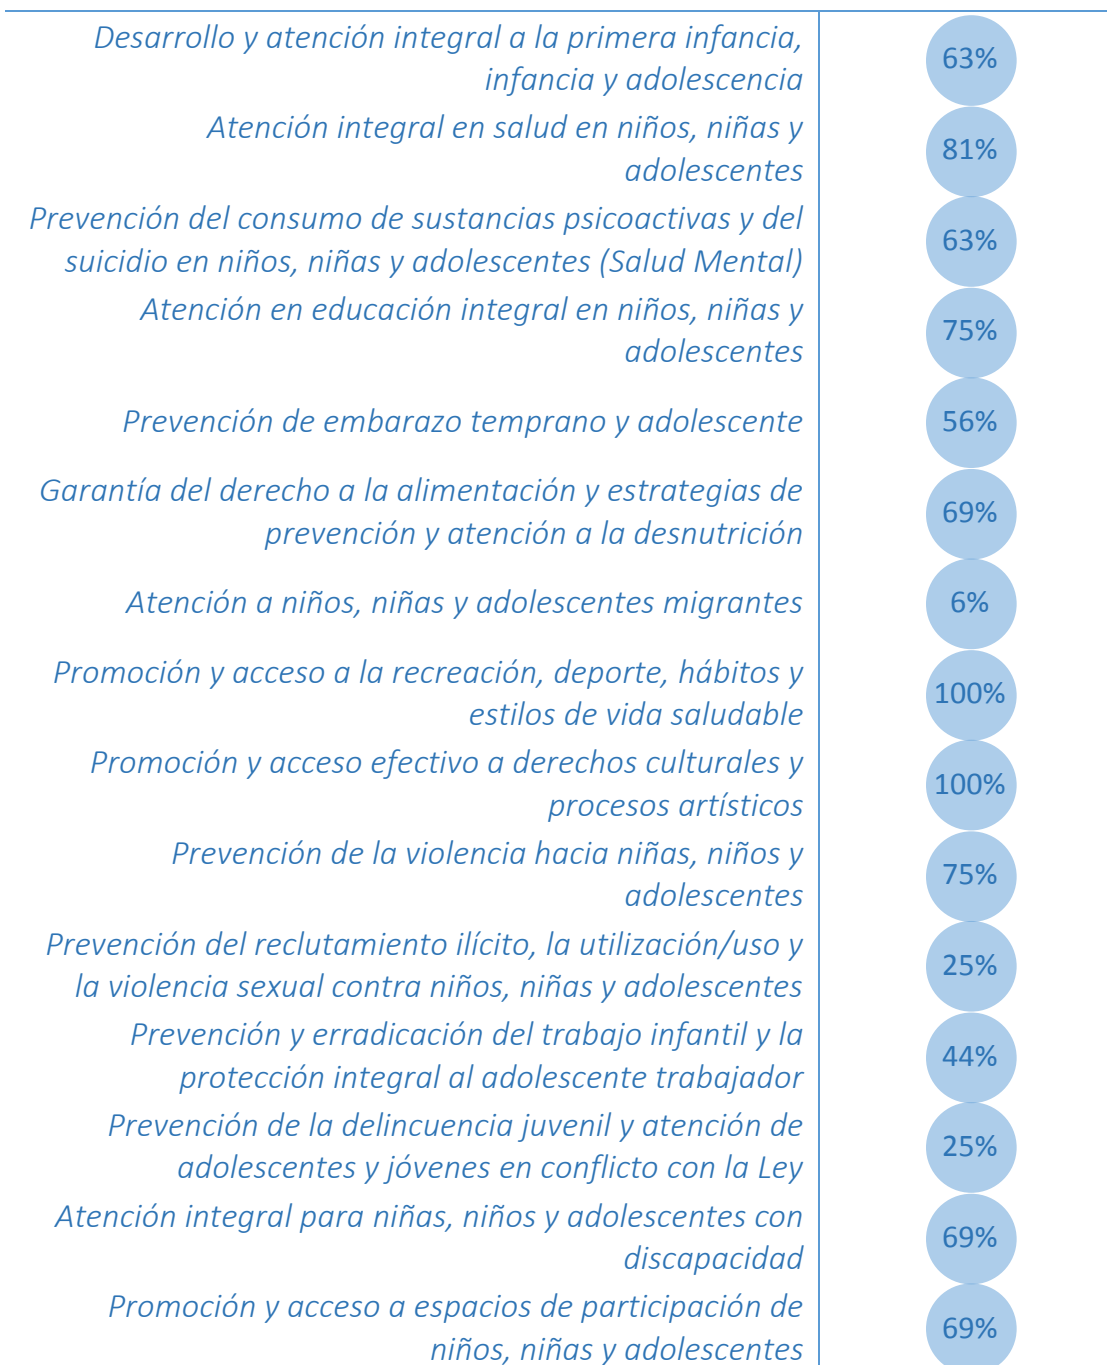 Desarrollo y atención integral a la primera infancia,
infancia y adolescencia
63%
Atención integral en salud en niños, niñas y
adolescentes
81%
Prevención del consumo de sustancias psicoactivas y del
suicidio en niños, niñas y adolescentes (Salud Mental)
63%
Atención en educación integral en niños, niñas y
adolescentes
75%
Prevención de embarazo temprano y adolescente
56%
Garantía del derecho a la alimentación y estrategias de
prevención y atención a la desnutrición
69%
Atención a niños, niñas y adolescentes migrantes
6%
Promoción y acceso a la recreación, deporte, hábitos y
estilos de vida saludable
100%
Promoción y acceso efectivo a derechos culturales y
procesos artísticos
100%
Prevención de la violencia hacia niñas, niños y
adolescentes
75%
Prevención del reclutamiento ilícito, la utilización/uso y
la violencia sexual contra niños, niñas y adolescentes
25%
Prevención y erradicación del trabajo infantil y la
protección integral al adolescente trabajador
44%
Prevención de la delincuencia juvenil y atención de
adolescentes y jóvenes en conflicto con la Ley
25%
Atención integral para niñas, niños y adolescentes con
discapacidad
69%
Promoción y acceso a espacios de participación de
niños, niñas y adolescentes
69%